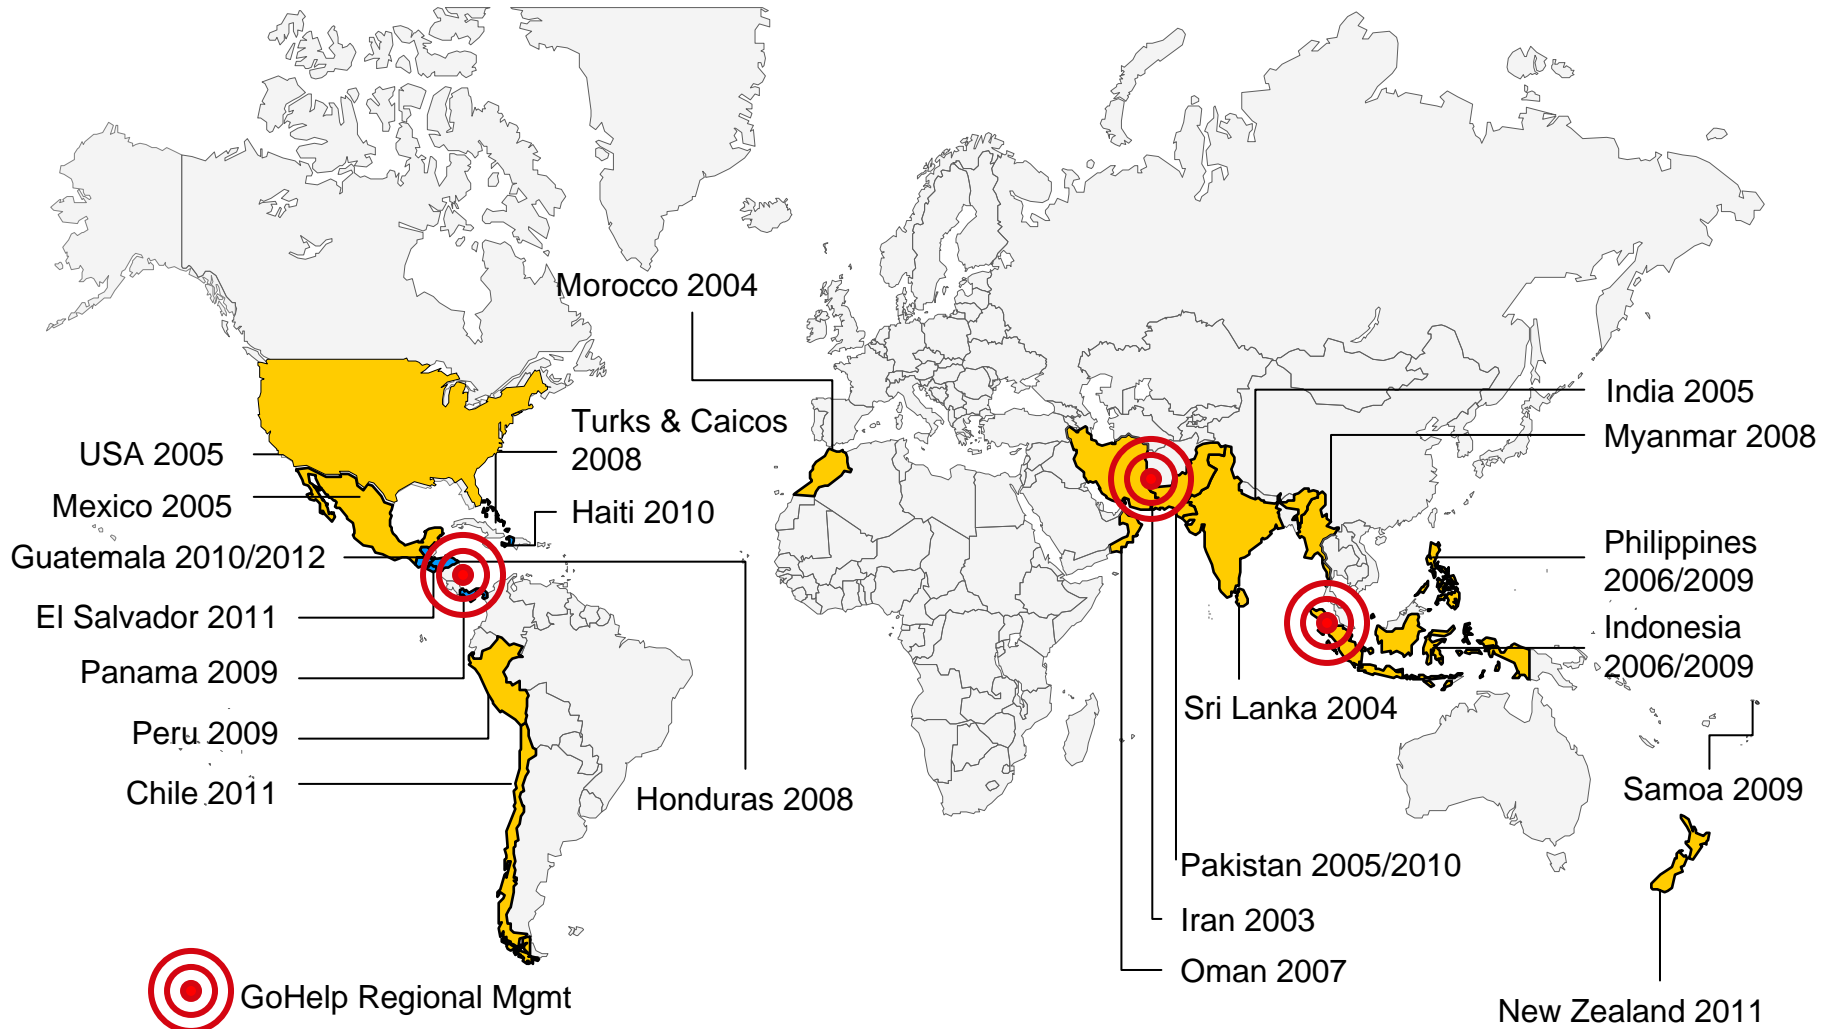 Morocco 2004
India 2005
Turks & Caicos
2008
Myanmar 2008
USA 2005
Mexico 2005
Haiti 2010
Guatemala 2010/2012
Philippines
2006/2009
El Salvador 2011
Indonesia
2006/2009
Panama 2009
Sri Lanka 2004
Peru 2009
Chile 2011
Honduras 2008
Samoa 2009
Pakistan 2005/2010
Iran 2003
Oman 2007
GoHelp Regional Mgmt
New Zealand 2011